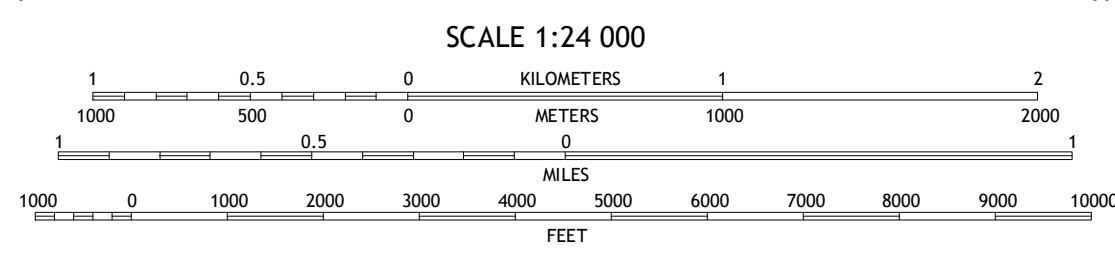 SCALE 1:24 000
1 0.5 0 KILOMETERS 1 2
1000 500 0 METERS 1000 2000
1 0.5 0 1
MILES
1000 0 1000 2000 3000 4000 5000 6000 7000 8000 9000 10000
FEET